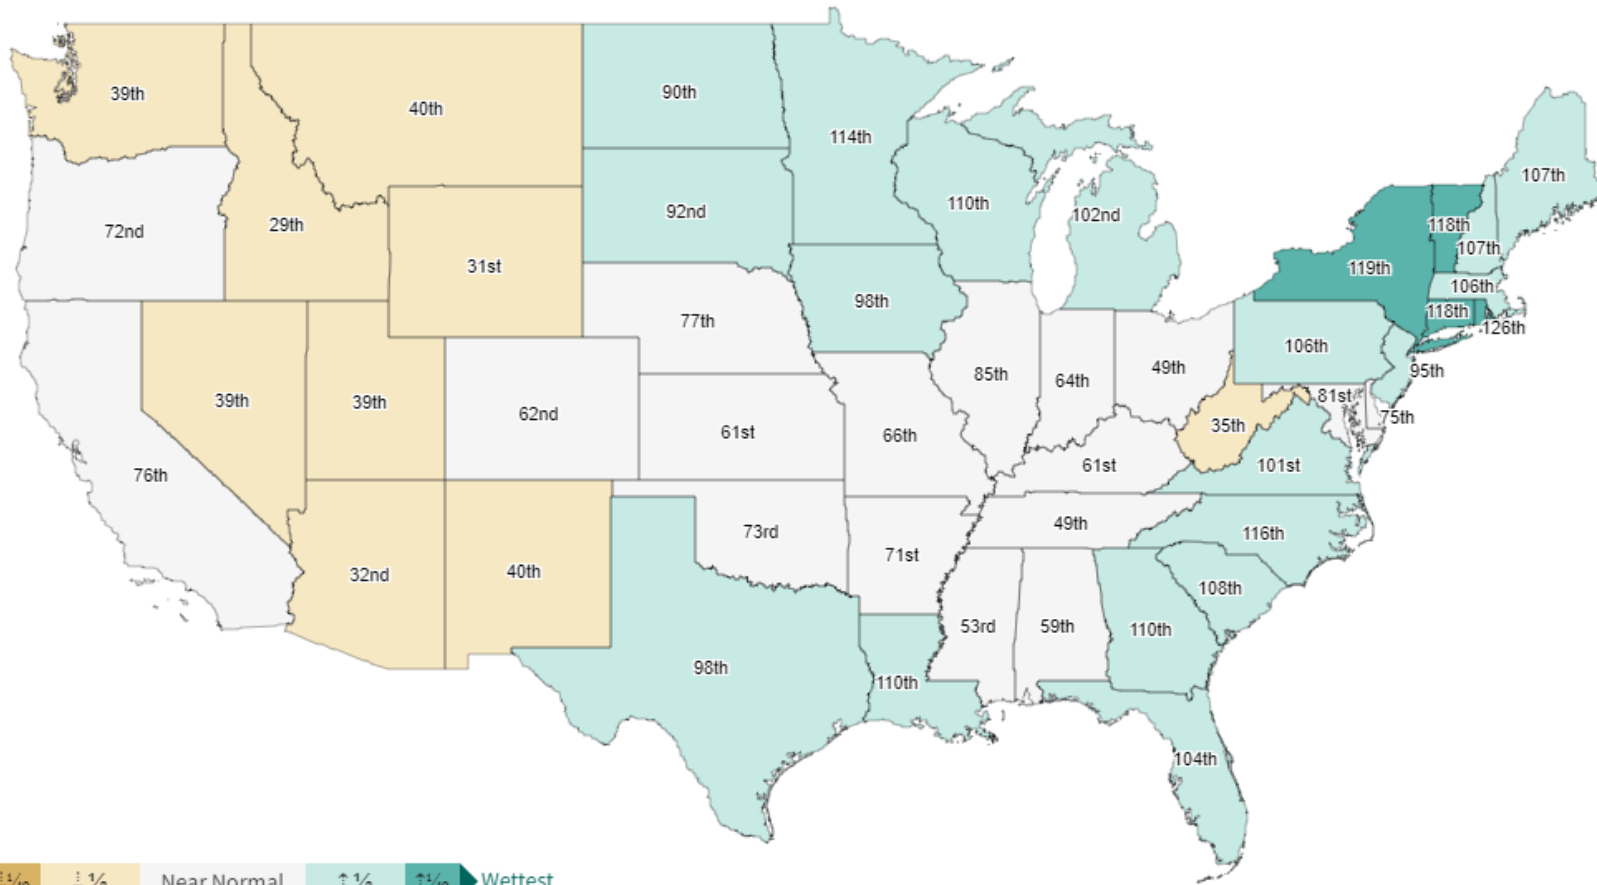 39th
40th
90th
114th
107th
72nd
29th
31st
92nd
110th
102nd
118th
107th
119th
106th
118th
126th
98th
77th
106th
95th
39th
39th
62nd
61st
85th
64th
49th
81st
75th
35th
66th
61st
101st
76th
73rd
49th
116th
32nd
40th
71st
108th
53rd
59th
110th
98th
110th
104th
Near Normal
Wettest